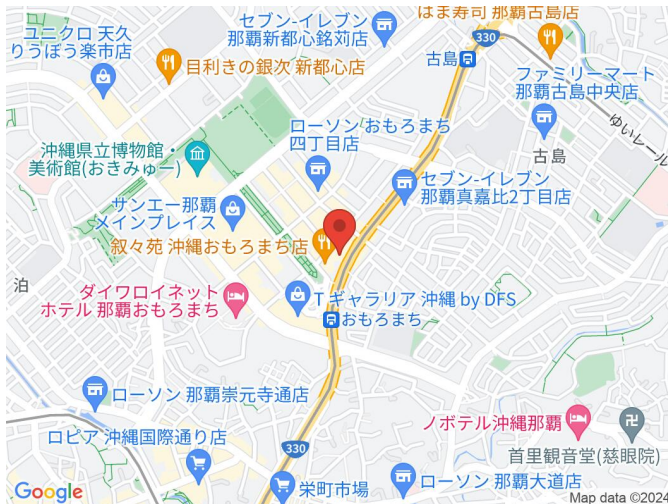 セブン-イレブン
那覇新都心銘苅店
はま寿司 那覇古島店
ユニクロ 天久
りうぼう楽市店
330
目利きの銀次 新都心店
古島
ファミリーマート
那覇古島中央店
ゆいレール
ローソン おもろまち
四丁目店
沖縄県立博物館・
美術館(おきみゅー)
古島
セブン-イレブン
那覇真嘉比2丁目店
サンエー那覇
メインプレイス
叙々苑 沖縄おもろまち店
泊
ダイワロイネット
ホテル 那覇おもろまち
T ギャラリア 沖縄 by DFS
おもろまち
ローソン 那覇崇元寺通店
ノボテル沖縄那覇
ロピア 沖縄国際通り店
330
首里観音堂(慈眼院)
栄町市場
ローソン 那覇大道店
Google
Map data ©2024